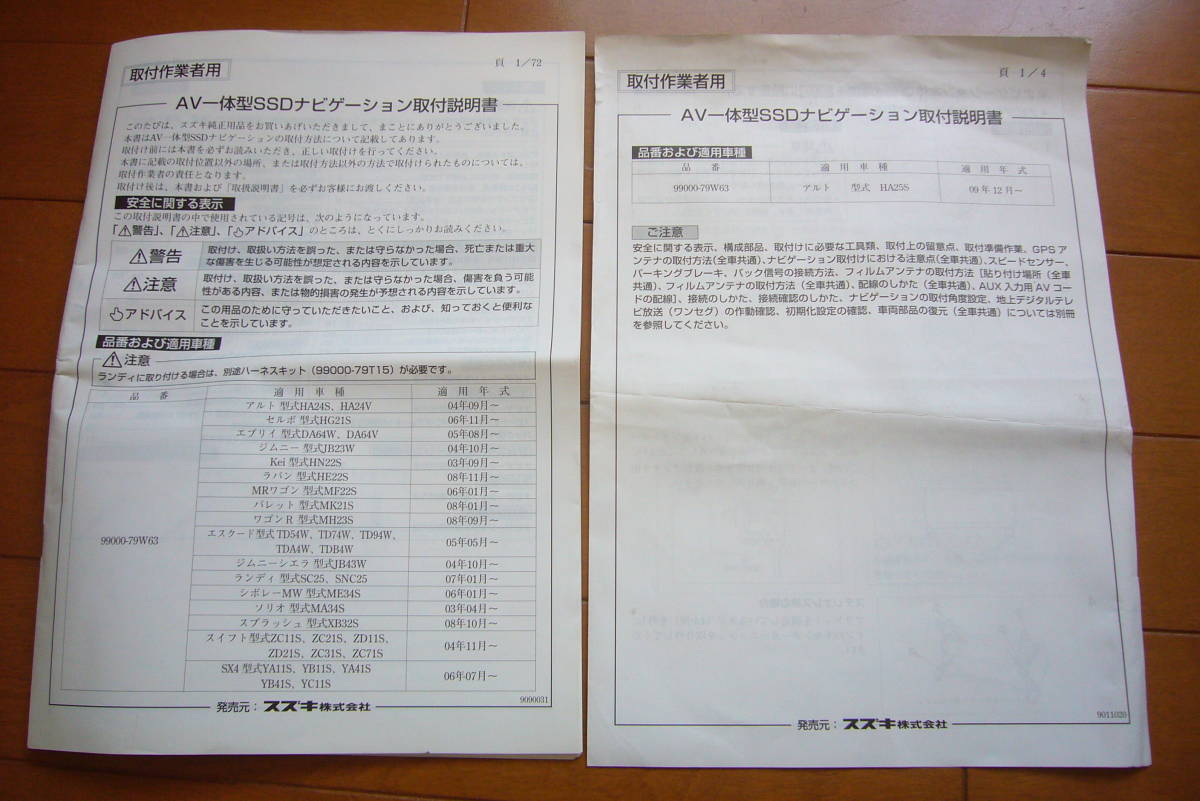 取付作業者用
頁 1/72
AV一体型SSDナビゲーション取付説明書
このたびは、スズキ純正用品をお買いあげいただきまして、まことにありがとうございました。
本書はAV一体型SSDナビゲーションの取付方法について記載してあります。
取付け前には本書を必ずお読みいただき、正しい取付けを行ってください。
本書に記載の取付位置以外の場所、または取付方法以外の方法で取付けられたものについては、
取付作業者の責任となります。
取付け後は、本書および「取扱説明書」を必ずお客様にお渡しください。
安全に関する表示
この取付説明書の中で使用されている記号は、次のようになっています。
「⚠警告」、「⚠注意」、「アドバイス」のところは、とくにしっかりお読みください。
⚠警告
取付け、取扱い方法を誤った、または守らなかった場合、死亡または重大
な傷害を生じる可能性が想定される内容を示しています。
⚠注意
取付け、取扱い方法を誤った、または守らなかった場合、傷害を負う可能
性がある内容、または物的損害の発生が予想される内容を示しています。
アドバイス
この用品のために守っていただきたいこと、および、知っておくと便利な
ことを示しています。
品番および適用車種
⚠注意
ランディに取り付ける場合は、別途ハーネスキット（99000-79T15）が必要です。
品 番 適 用 車 種 適 用 年 式
99000-79W63
アルト 型式HA24S、HA24V 04年09月～
セルボ 型式HG21S 06年11月～
エブリイ 型式DA64W、DA64V 05年08月～
ジムニー 型式JB23W 04年10月～
Kei 型式HN22S 03年09月～
ラパン 型式HE22S 08年11月～
MRワゴン 型式MF22S 06年01月～
パレット 型式MK21S 08年01月～
ワゴンR 型式MH23S 08年09月～
エスクード型式TD54W、TD74W、TD94W、
TDA4W、TDB4W 05年05月～
ジムニーシエラ 型式JB43W 04年10月～
ランディ 型式SC25、SNC25 07年01月～
シボレーMW 型式ME34S 06年01月～
ソリオ 型式MA34S 03年04月～
スプラッシュ 型式XB32S 08年10月～
スイフト型式ZC11S、ZC21S、ZD11S、
ZD21S、ZC31S、ZC71S 04年11月～
SX4 型式YA11S、YB11S、YA41S
YB41S、YC11S 06年07月～
9090031
発売元：スズキ株式会社
取付作業者用
頁 1/4
AV一体型SSDナビゲーション取付説明書
品番および適用車種
品 番 適 用 車 種 適 用 年 式
99000-79W63 アルト 型式 HA25S 09年12月～
ご注意
安全に関する表示、構成部品、取付けに必要な工具類、取付上の留意点、取付準備作業、GPSア
ンテナの取付方法(全車共通)、ナビゲーション取付けにおける注意点(全車共通)、スピードセンサー、
パーキングブレーキ、バック信号の接続方法、フィルムアンテナの取付方法［貼り付け場所（全車
共通）、フィルムアンテナの取付方法（全車共通）、配線のしかた（全車共通）、AUX入力用AVコー
ドの配線］、接続のしかた、接続確認のしかた、ナビゲーションの取付角度設定、地上デジタルテレ
ビ放送（ワンセグ）の作動確認、初期化設定の確認、車両部品の復元（全車共通）については別冊
を参照してください。
9011020
発売元：スズキ株式会社